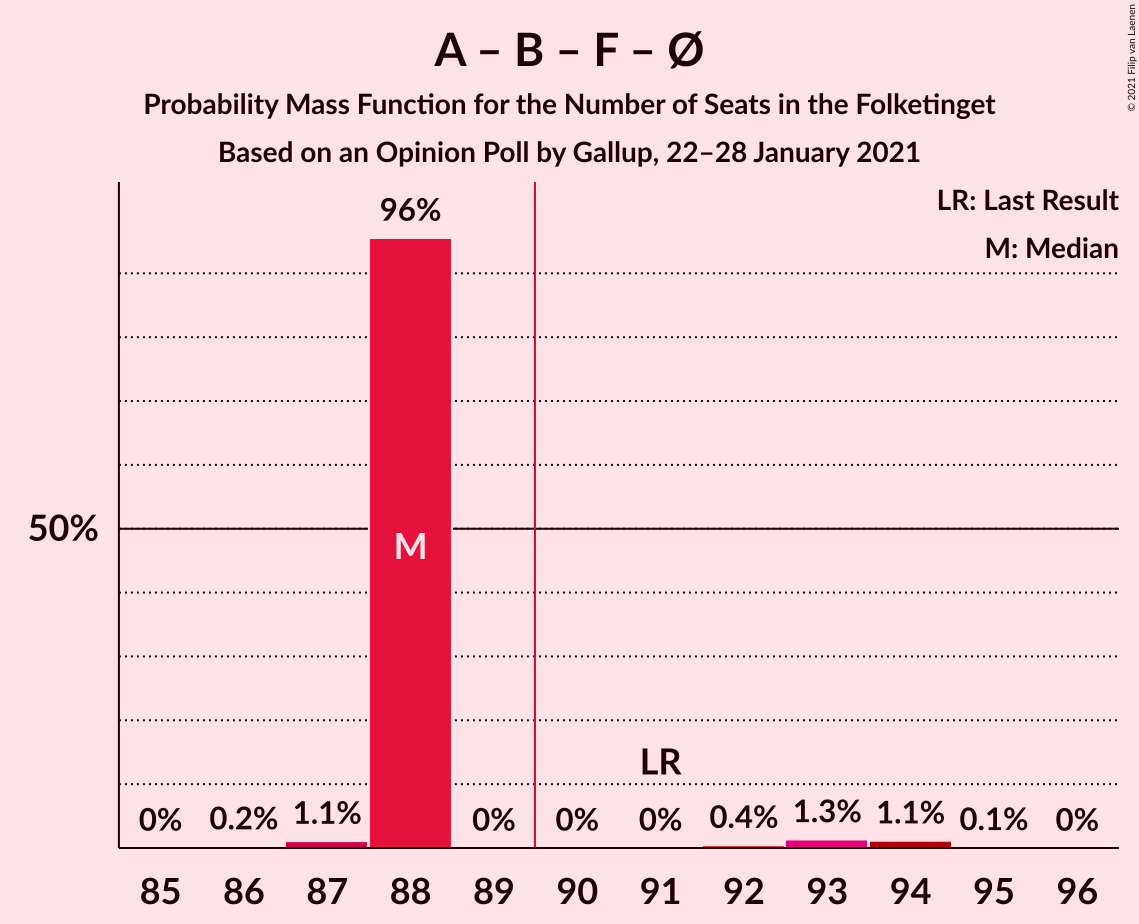 A – B – F – Ø
Probability Mass Function for the Number of Seats in the Folketinget
Based on an Opinion Poll by Gallup, 22–28 January 2021
© 2021 Filip van Laenen
LR: Last Result
M: Median
96%
50%
M
LR
0% 0.2% 1.1% 0% 0% 0% 0.4% 1.3% 1.1% 0.1% 0%
85 86 87 88 89 90 91 92 93 94 95 96